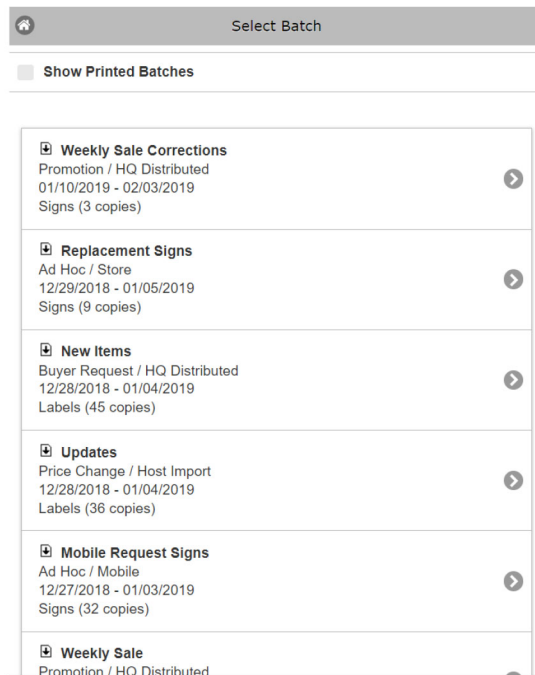 Select Batch
Show Printed Batches
Weekly Sale Corrections
Promotion / HQ Distributed
01/10/2019 - 02/03/2019
Signs (3 copies)
Replacement Signs
Ad Hoc / Store
12/29/2018 - 01/05/2019
Signs (9 copies)
New Items
Buyer Request / HQ Distributed
12/28/2018 - 01/04/2019
Labels (45 copies)
Updates
Price Change / Host Import
12/28/2018 - 01/04/2019
Labels (36 copies)
Mobile Request Signs
Ad Hoc / Mobile
12/27/2018 - 01/03/2019
Signs (32 copies)
Weekly Sale
Promotion / HQ Distributed